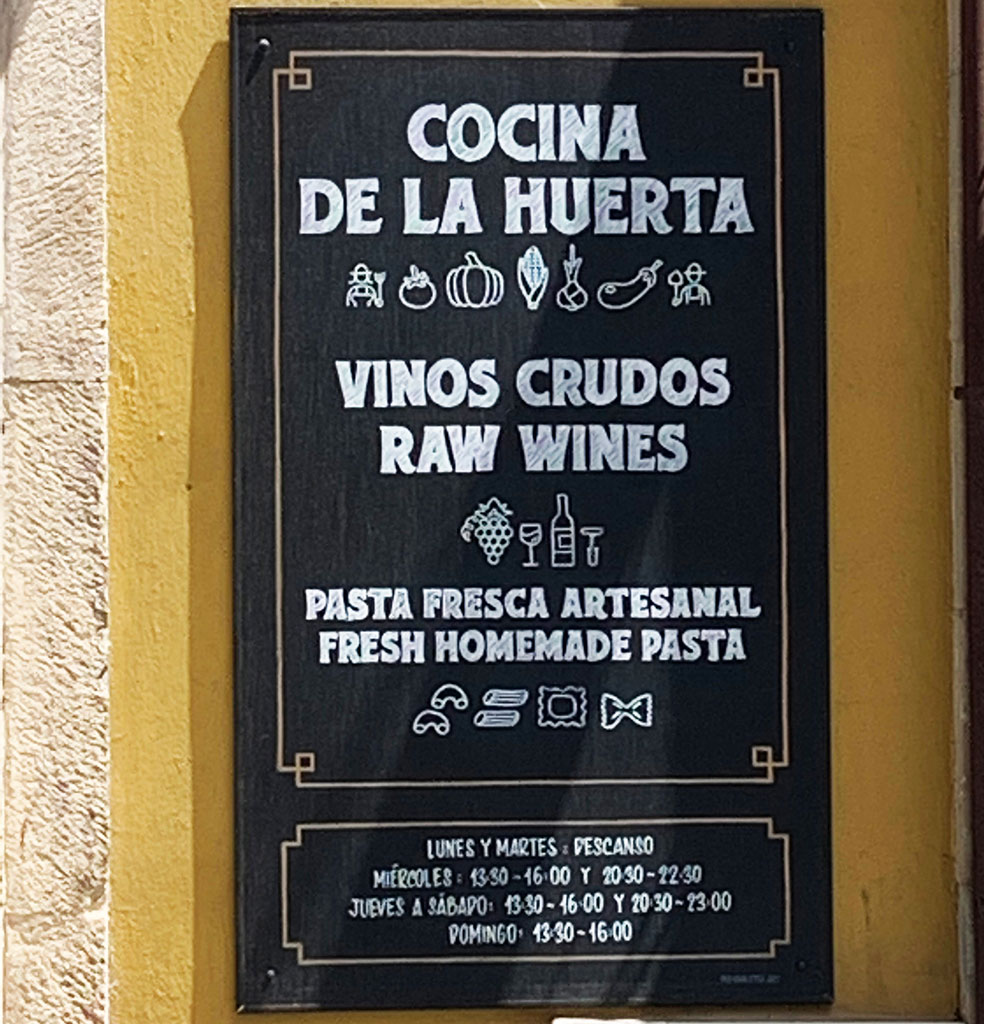 COCINA
DE LA HUERTA
VINOS CRUDOS
RAW WINES
PASTA FRESCA ARTESANAL
FRESH HOMEMADE PASTA
LUNES Y MARTES : DESCANSO
MIÉRCOLES : 13:30 - 16:00 Y 20:30 - 22:30
JUEVES A SÁBADO: 13:30 - 16:00 Y 20:30 - 23:00
DOMINGO: 13:30 - 16:00